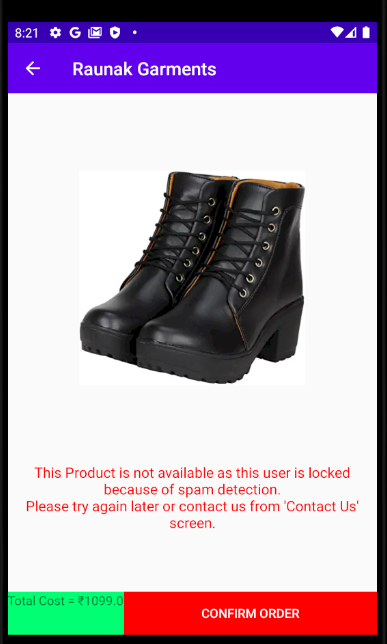 8:21
Raunak Garments
This Product is not available as this user is locked
because of spam detection.
Please try again later or contact us from 'Contact Us'
screen.
Total Cost = ₹1099.0
CONFIRM ORDER